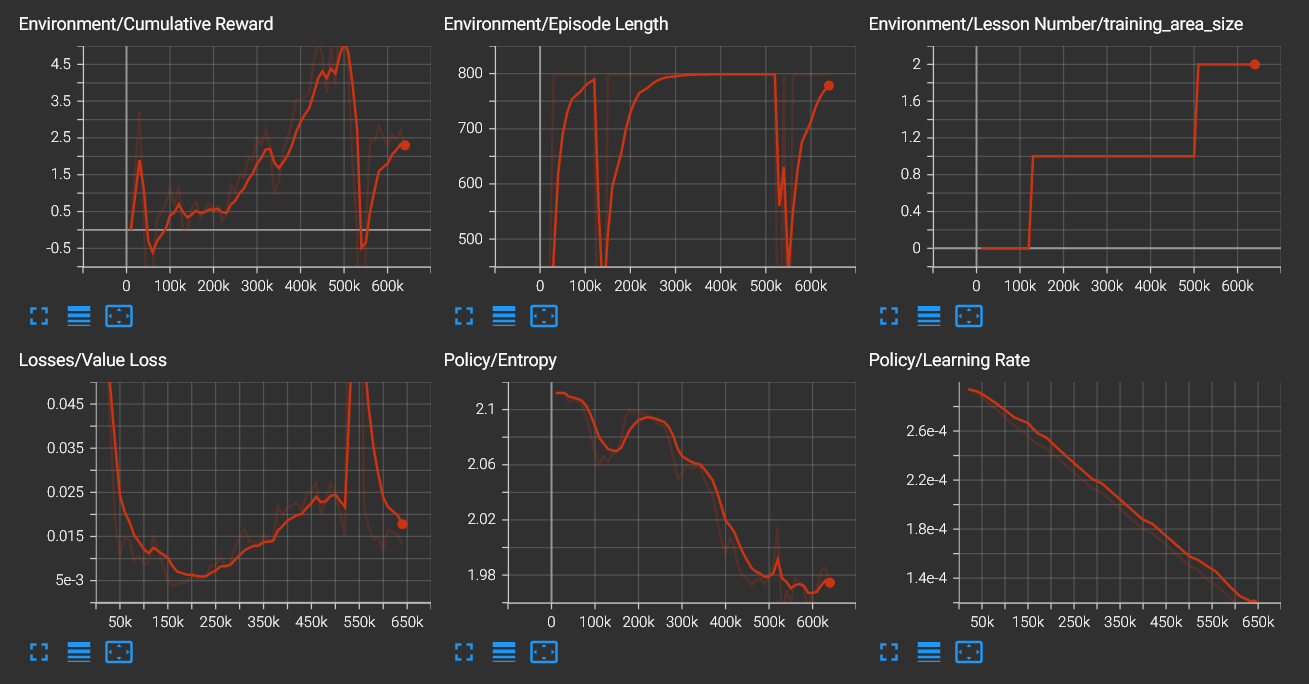 Environment/Cumulative Reward
4.5
3.5
2.5
1.5
0.5
-0.5
0 100k 200k 300k 400k 500k 600k
Environment/Episode Length
800
700
600
500
0 100k 200k 300k 400k 500k 600k
Environment/Lesson Number/training_area_size
2
1.6
1.2
0.8
0.4
0
0 100k 200k 300k 400k 500k 600k
Losses/Value Loss
0.045
0.035
0.025
0.015
5e-3
50k 150k 250k 350k 450k 550k 650k
Policy/Entropy
2.1
2.06
2.02
1.98
0 100k 200k 300k 400k 500k 600k
Policy/Learning Rate
2.6e-4
2.2e-4
1.8e-4
1.4e-4
50k 150k 250k 350k 450k 550k 650k